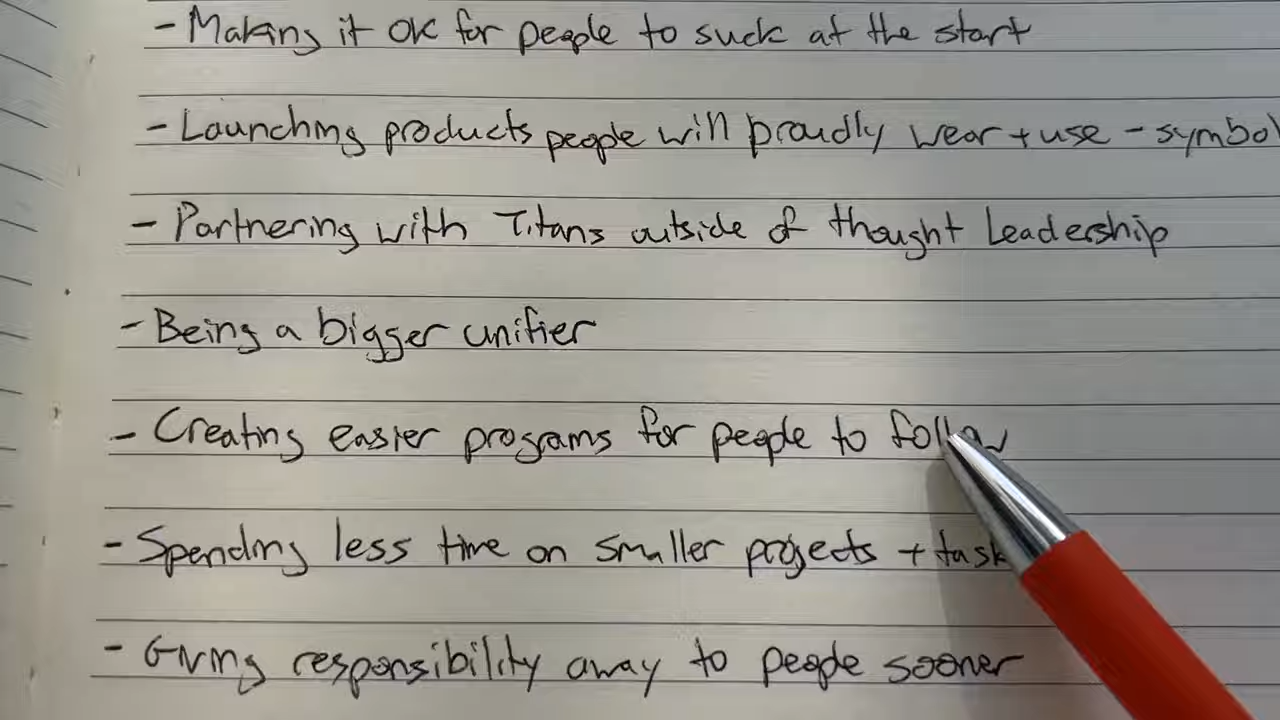 - Making it OK for people to suck at the start
- Launching products people will proudly wear + use - symbol
- Partnering with Titans outside of thought Leadership
- Being a bigger unifier
- Creating easier programs for people to follow
- Spending less time on smaller projects + task
- Giving responsibility away to people sooner